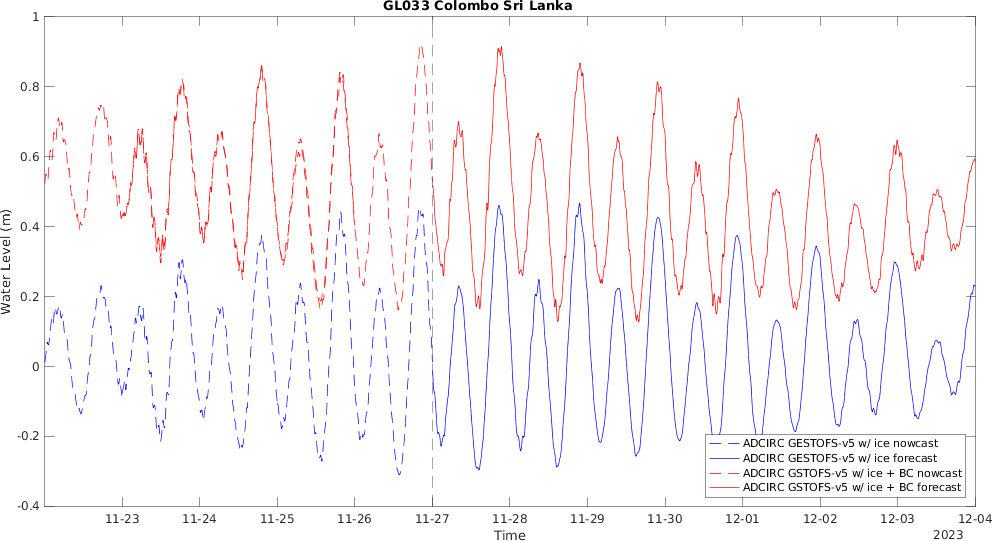 GL033 Colombo Sri Lanka
1
0.8
0.6
0.4
0.2
0
-0.2
-0.4
Water Level (m)
ADCIRC GESTOFS-v5 w/ ice nowcast
ADCIRC GESTOFS-v5 w/ ice forecast
ADCIRC GSTOFS-v5 w/ ice + BC nowcast
ADCIRC GSTOFS-v5 w/ ice + BC forecast
11-23 11-24 11-25 11-26 11-27 11-28 11-29 11-30 12-01 12-02 12-03 12-04
Time
2023